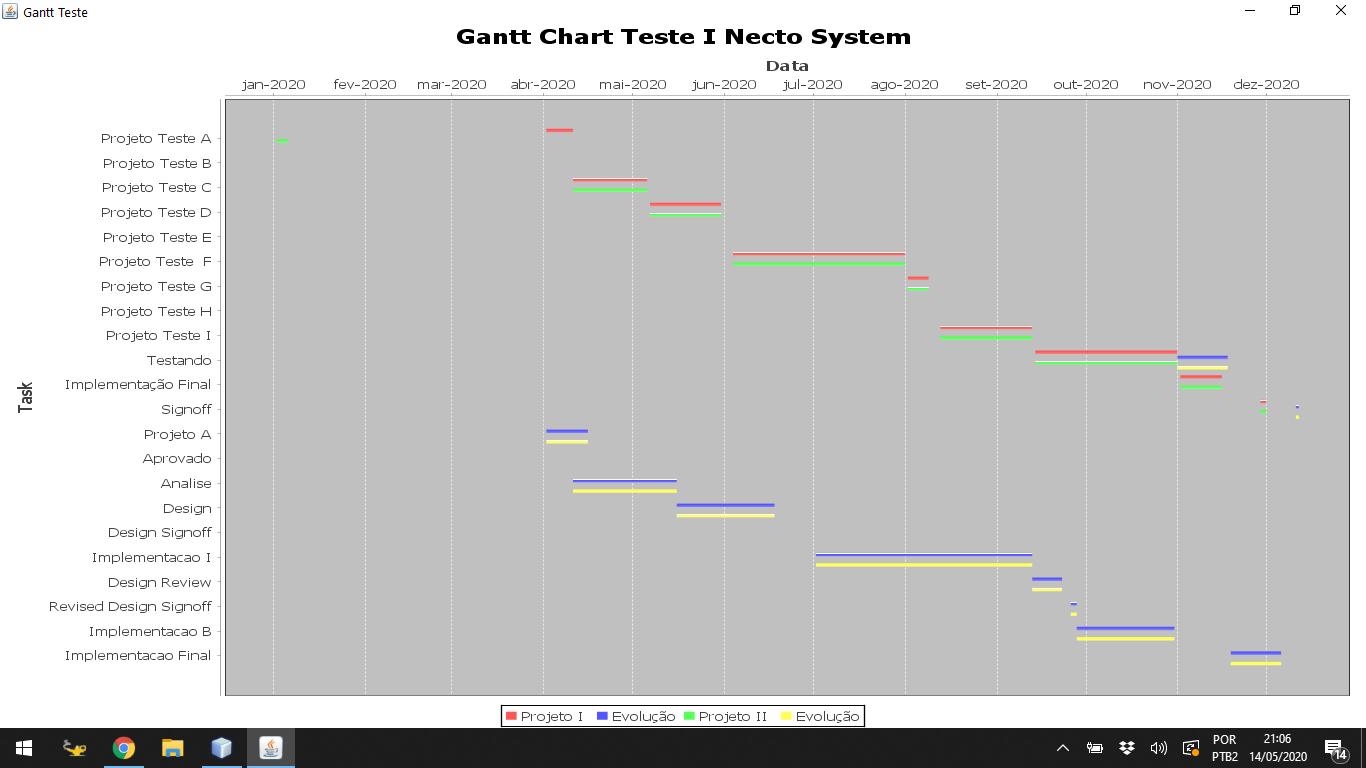 Gantt Teste
Gantt Chart Teste I Necto System
Data
jan-2020 fev-2020 mar-2020 abr-2020 mai-2020 jun-2020 jul-2020 ago-2020 set-2020 out-2020 nov-2020 dez-2020
Task
Projeto Teste A
Projeto Teste B
Projeto Teste C
Projeto Teste D
Projeto Teste E
Projeto Teste F
Projeto Teste G
Projeto Teste H
Projeto Teste I
Testando
Implementação Final
Signoff
Projeto A
Aprovado
Analise
Design
Design Signoff
Implementacao I
Design Review
Revised Design Signoff
Implementacao B
Implementacao Final
Projeto I Evolução Projeto II Evolução
POR 21:06
PTB2 14/05/2020 14